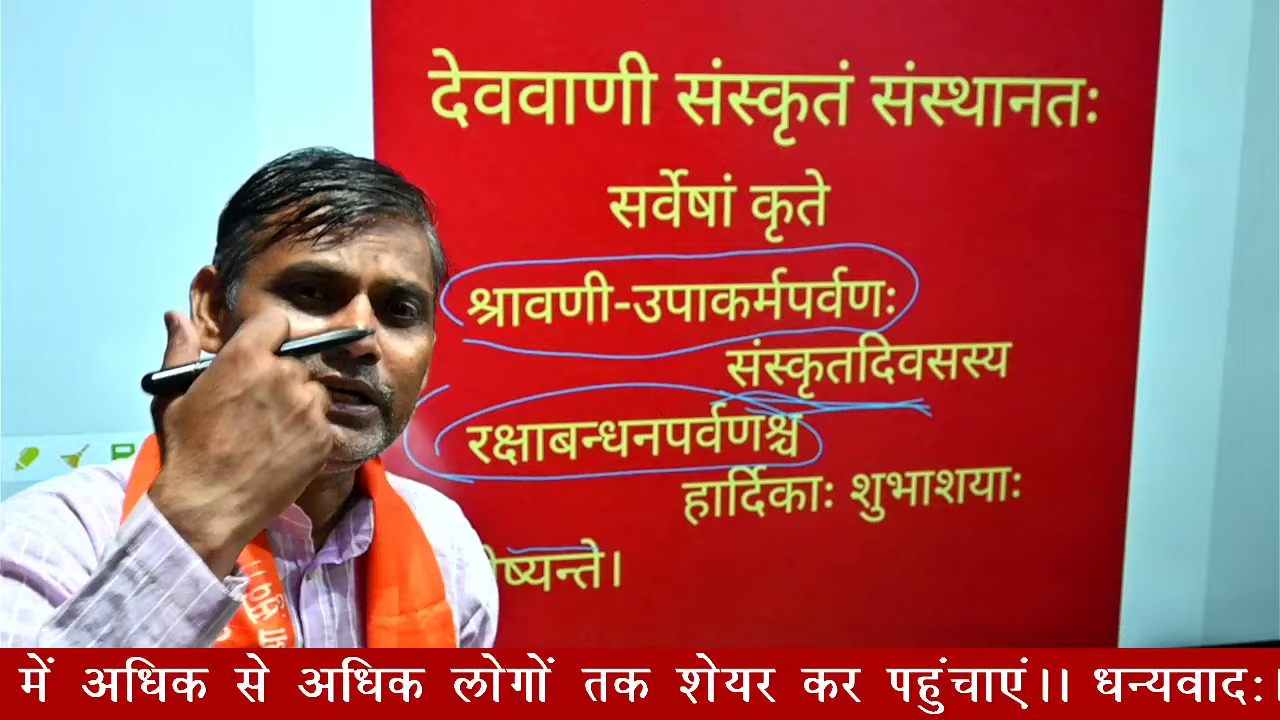 देववाणी संस्कृतं संस्थानतः
सर्वेषां कृते
श्रावणी-उपाकर्मपर्वणः
संस्कृतदिवसस्य
रक्षाबन्धनपर्वणश्च
हार्दिकाः शुभाशयाः
में अधिक से अधिक लोगों तक शेयर कर पहुंचाएं।। धन्यवादः